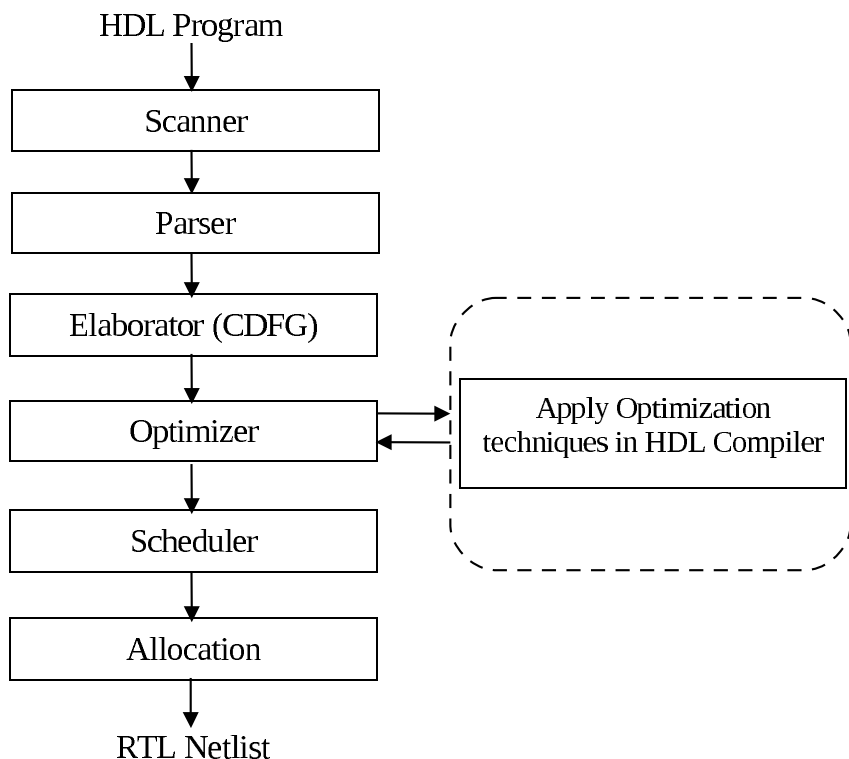 HDL Program
Scanner
Parser
Elaborator (CDFG)
Optimizer
Apply Optimization
techniques in HDL Compiler
Scheduler
Allocation
RTL Netlist